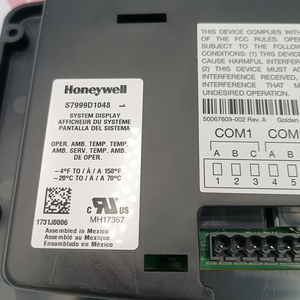 Honeywell
S7999D1048
SYSTEM DISPLAY
AFFICHEUR DU SYSTÈME
PANTALLA DEL SISTEMA
OPER. AMB. TEMP. TEMP.
AMB. SERV. TEMP. AMB.
DE OPER.
–4°F TO / À / A 158°F
–20°C TO / À / A 70°C
MH17367
1731J0006
Assembled in Mexico
Assemblé au Mexique
Ensamblado en México
THIS DEVICE COMPLIES WITH
OF THE FCC RULES. OPER
SUBJECT TO THE FOLLOW
CONDITIONS: (1) THIS DEV
CAUSE HARMFUL INTERFE
(2) THIS DEVICE MUST AC
INTERFERENCE RECEIVED,
INTERFERENCE THAT MA
UNDESIRED OPERATION.
50067609-002 Rev. A
Golden
COM1
COM
A B C A
1 2 3 4 5